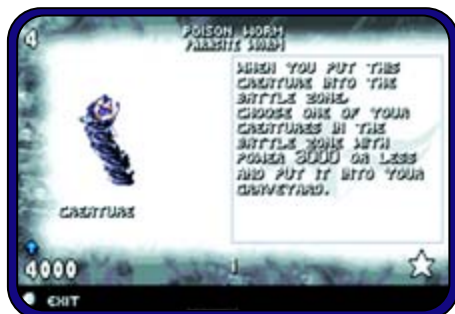 4
POISON WORM
PARASITE WORM
WHEN YOU PUT THIS
CREATURE INTO THE
BATTLE ZONE,
CHOOSE ONE OF YOUR
CREATURES IN THE
BATTLE ZONE WITH
POWER 3000 OR LESS
AND PUT IT INTO YOUR
GRAVEYARD.
CREATURE
4000
1
EXIT